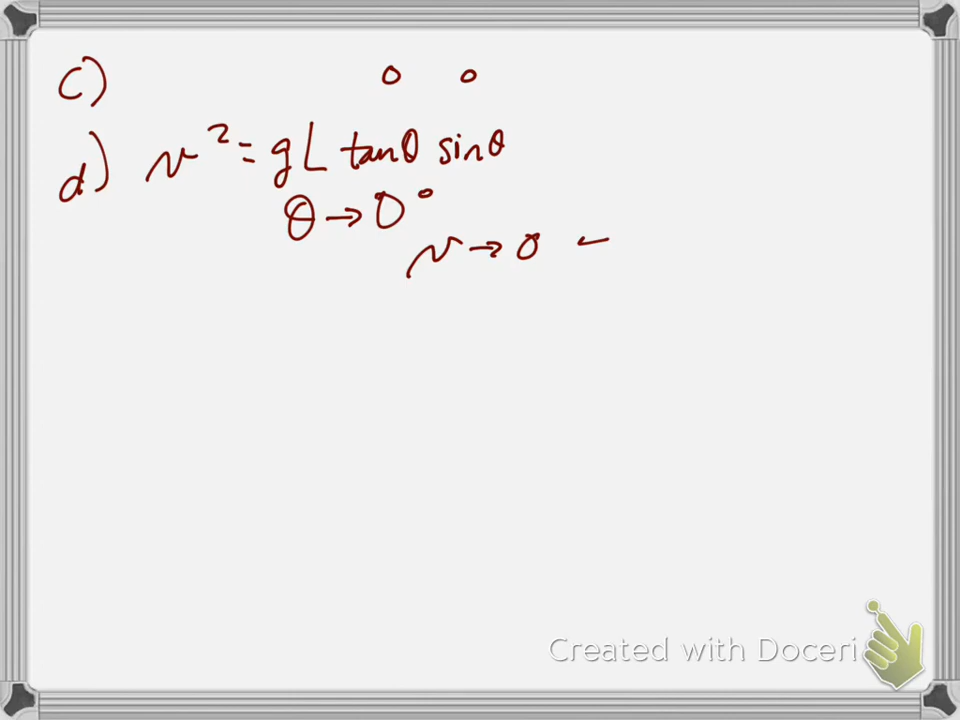 c) o o
d) v² = gL tanθ sinθ
θ → 0°
v → 0 ←
Created with Doceri